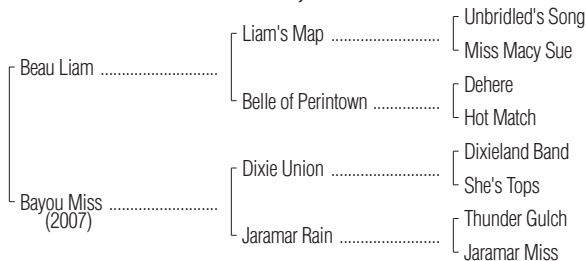 Unbridled's Song
Liam's Map ....................
Miss Macy Sue
Beau Liam ......................
Dehere
Belle of Perintown ..............
Hot Match
Dixieland Band
Dixie Union ....................
She's Tops
Bayou Miss ....................
(2007)
Thunder Gulch
Jaramar Rain ..................
Jaramar Miss